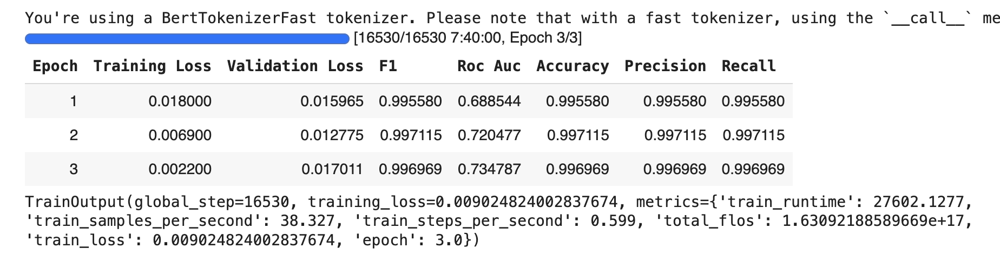 You're using a BertTokenizerFast tokenizer. Please note that with a fast tokenizer, using the `__call__` me
[16530/16530 7:40:00, Epoch 3/3]
Epoch Training Loss Validation Loss F1 Roc Auc Accuracy Precision Recall
1 0.018000 0.015965 0.995580 0.688544 0.995580 0.995580 0.995580
2 0.006900 0.012775 0.997115 0.720477 0.997115 0.997115 0.997115
3 0.002200 0.017011 0.996969 0.734787 0.996969 0.996969 0.996969
TrainOutput(global_step=16530, training_loss=0.009024824002837674, metrics={'train_runtime': 27602.1277,
'train_samples_per_second': 38.327, 'train_steps_per_second': 0.599, 'total_flos': 1.63092188589669e+17,
'train_loss': 0.009024824002837674, 'epoch': 3.0})